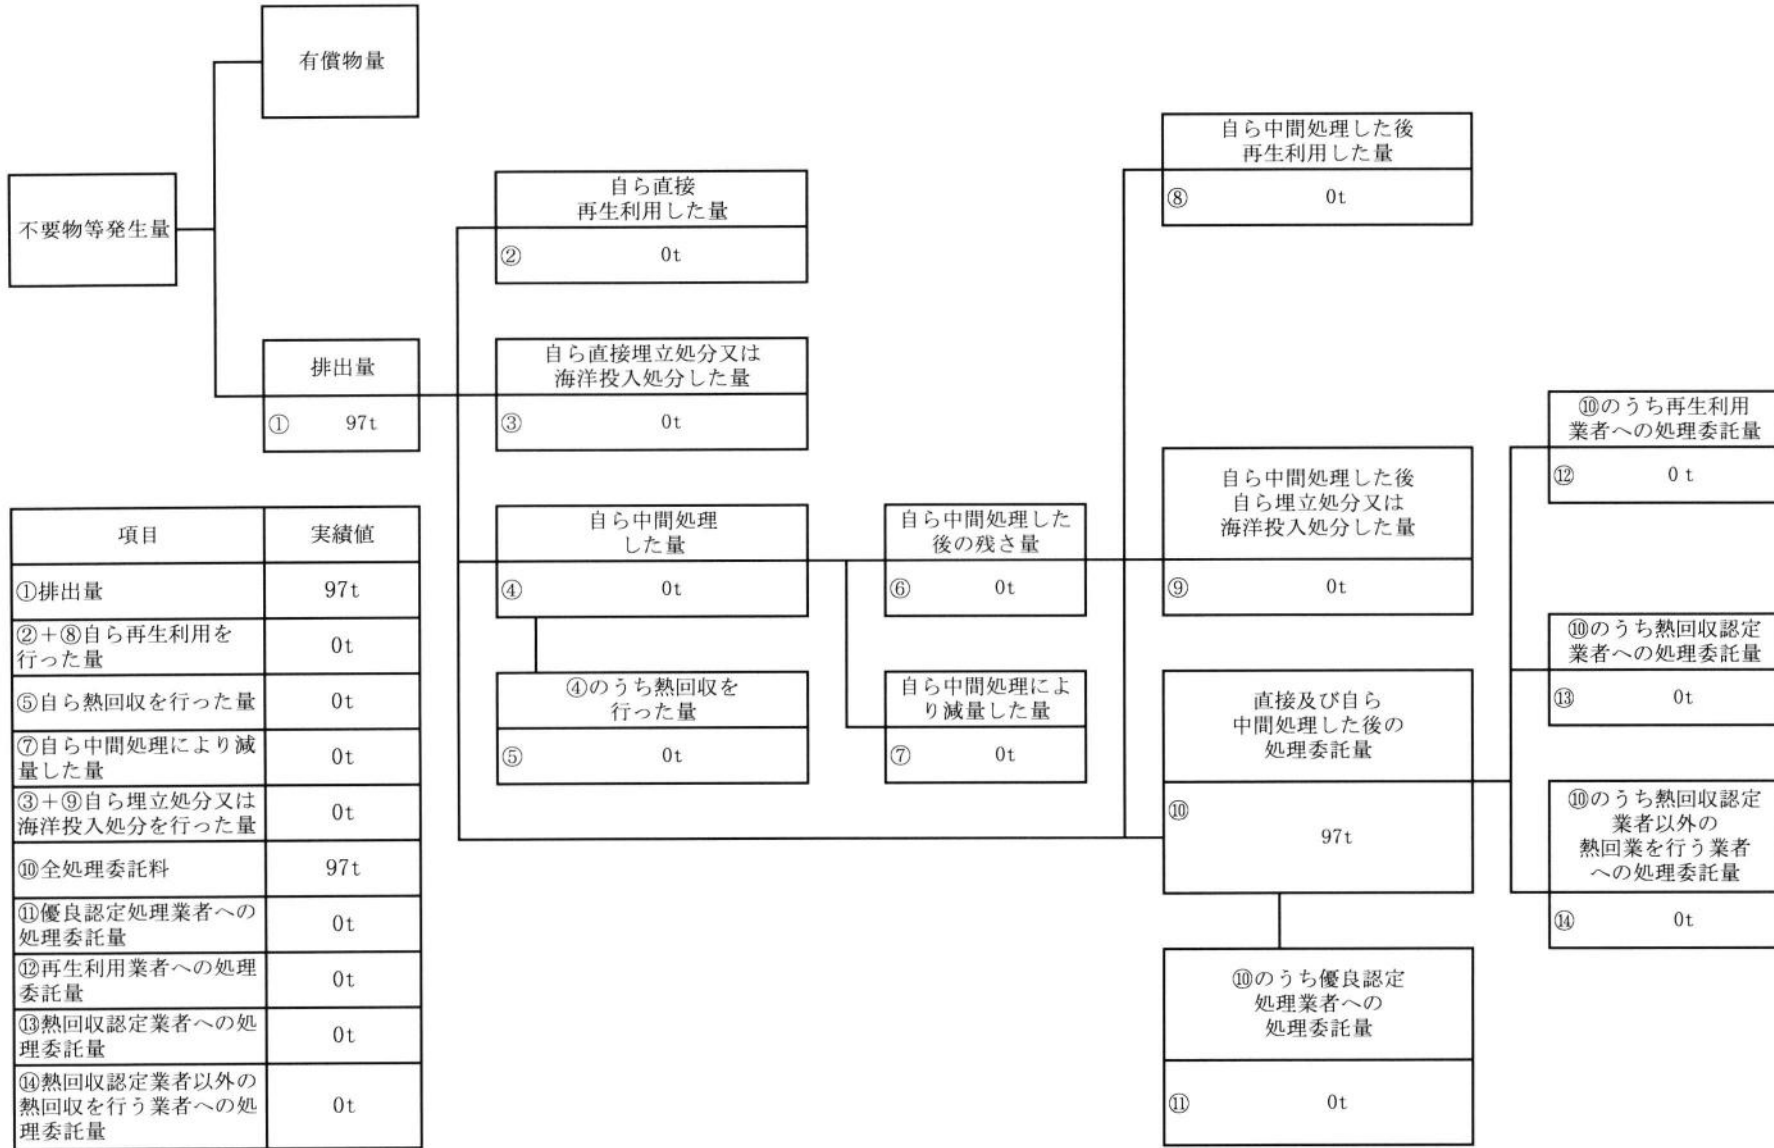 有償物量
不要物等発生量
排出量
① 97t
自ら直接
再生利用した量
② 0t
自ら直接埋立処分又は
海洋投入処分した量
③ 0t
自ら中間処理
した量
④ 0t
④のうち熱回収を
行った量
⑤ 0t
自ら中間処理した
後の残さ量
⑥ 0t
自ら中間処理によ
り減量した量
⑦ 0t
自ら中間処理した後
再生利用した量
⑧ 0t
自ら中間処理した後
自ら埋立処分又は
海洋投入処分した量
⑨ 0t
直接及び自ら
中間処理した後の
処理委託量
⑩
97t
⑩のうち優良認定
処理業者への
処理委託量
⑪ 0t
⑩のうち再生利用
業者への処理委託量
⑫ 0 t
⑩のうち熱回収認定
業者への処理委託量
⑬ 0t
⑩のうち熱回収認定
業者以外の
熱回業を行う業者
への処理委託量
⑭ 0t
項目 実績値
①排出量 97t
②+⑧自ら再生利用を
行った量 0t
⑤自ら熱回収を行った量 0t
⑦自ら中間処理により減
量した量 0t
③+⑨自ら埋立処分又は
海洋投入処分を行った量 0t
⑩全処理委託料 97t
⑪優良認定処理業者への
処理委託量 0t
⑫再生利用業者への処理
委託量 0t
⑬熱回収認定業者への処
理委託量 0t
⑭熱回収認定業者以外の
熱回収を行う業者への処
理委託量 0t